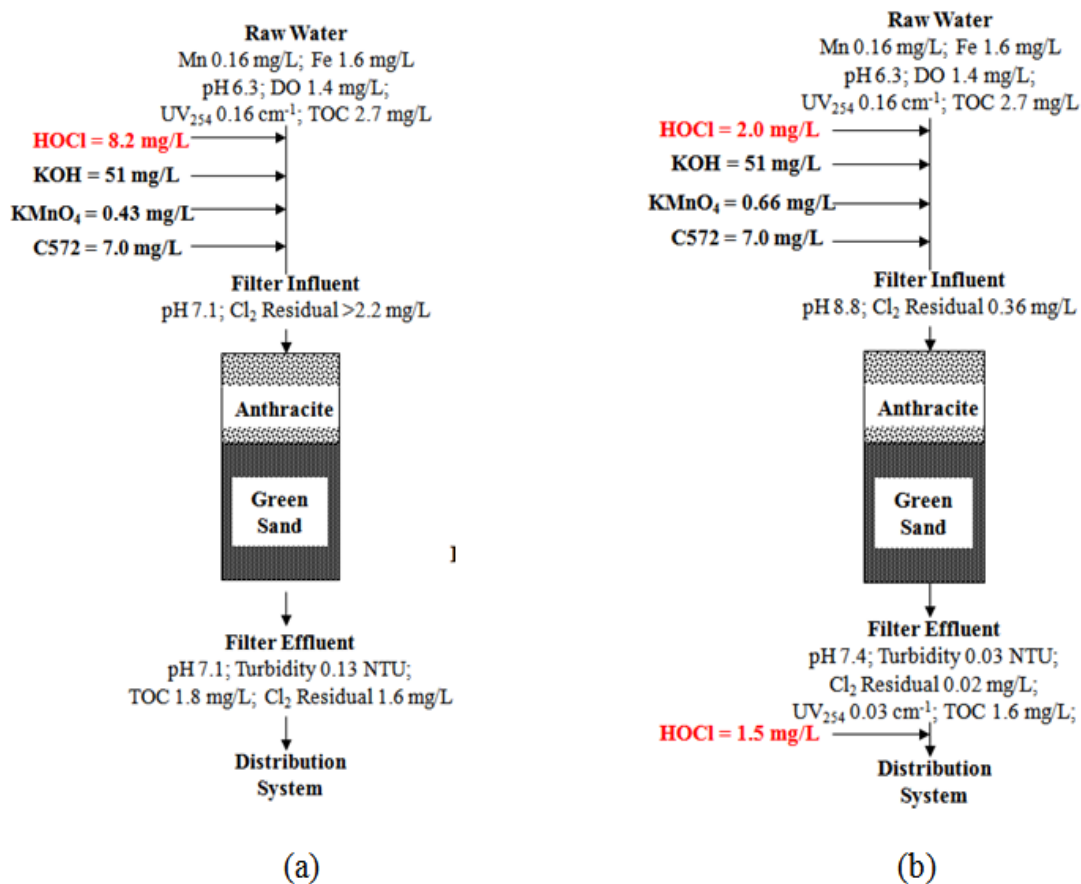 Raw Water
Mn 0.16 mg/L; Fe 1.6 mg/L
pH 6.3; DO 1.4 mg/L;
UV254 0.16 cm-1; TOC 2.7 mg/L
HOCl = 8.2 mg/L
KOH = 51 mg/L
KMnO4 = 0.43 mg/L
C572 = 7.0 mg/L
Filter Influent
pH 7.1; Cl2 Residual >2.2 mg/L
Anthracite
Green
Sand
Filter Effluent
pH 7.1; Turbidity 0.13 NTU;
TOC 1.8 mg/L; Cl2 Residual 1.6 mg/L
Distribution
System
(a)
Raw Water
Mn 0.16 mg/L; Fe 1.6 mg/L
pH 6.3; DO 1.4 mg/L;
UV254 0.16 cm-1; TOC 2.7 mg/L
HOCl = 2.0 mg/L
KOH = 51 mg/L
KMnO4 = 0.66 mg/L
C572 = 7.0 mg/L
Filter Influent
pH 8.8; Cl2 Residual 0.36 mg/L
Anthracite
Green
Sand
Filter Effluent
pH 7.4; Turbidity 0.03 NTU;
Cl2 Residual 0.02 mg/L;
UV254 0.03 cm-1; TOC 1.6 mg/L;
HOCl = 1.5 mg/L
Distribution
System
(b)